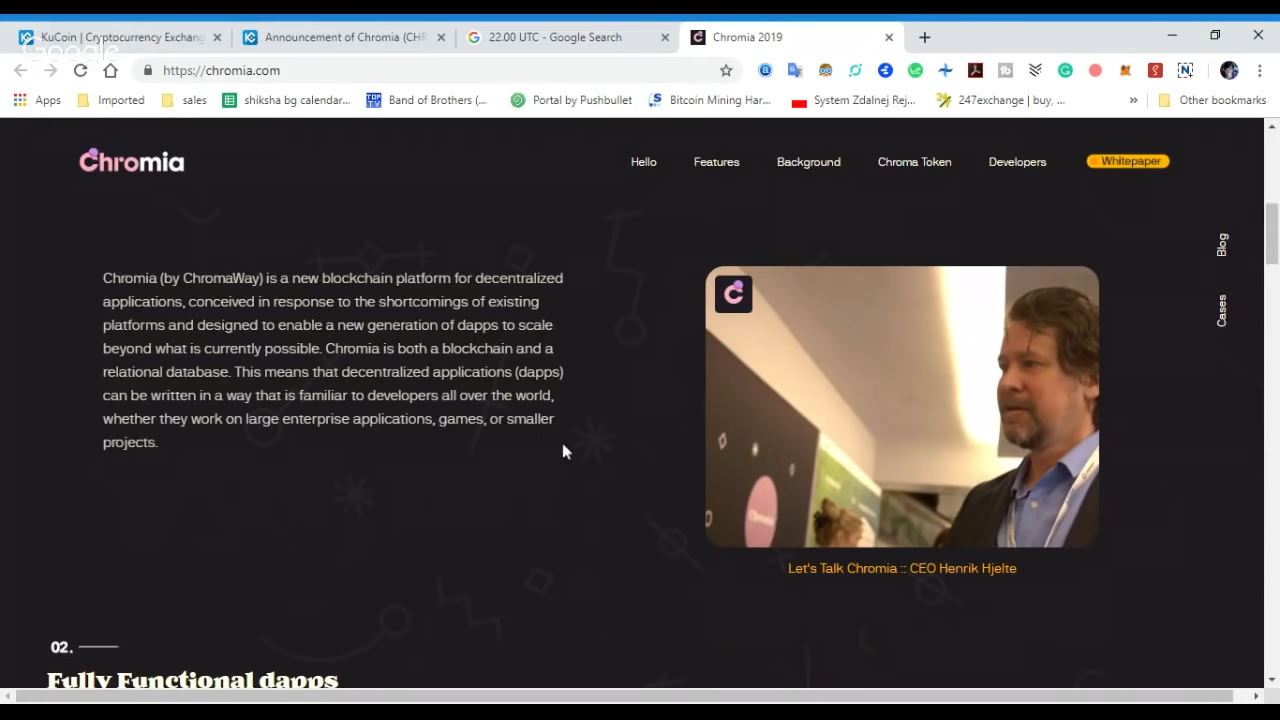 KuCoin | Cryptocurrency Exchang
Announcement of Chromia (CHR
22.00 UTC - Google Search
Chromia 2019
Google
https://chromia.com
Apps
Imported
sales
shiksha bg calendar...
Band of Brothers (...
Portal by Pushbullet
Bitcoin Mining Har...
System Zdalnej Rej...
247exchange | buy, ...
Other bookmarks
Chromia
Hello
Features
Background
Chroma Token
Developers
Whitepaper
Blog
Cases
Chromia (by ChromaWay) is a new blockchain platform for decentralized
applications, conceived in response to the shortcomings of existing
platforms and designed to enable a new generation of dapps to scale
beyond what is currently possible. Chromia is both a blockchain and a
relational database. This means that decentralized applications (dapps)
can be written in a way that is familiar to developers all over the world,
whether they work on large enterprise applications, games, or smaller
projects.
Chromia
Let's Talk Chromia :: CEO Henrik Hjelte
02.
Fully Functional dapps